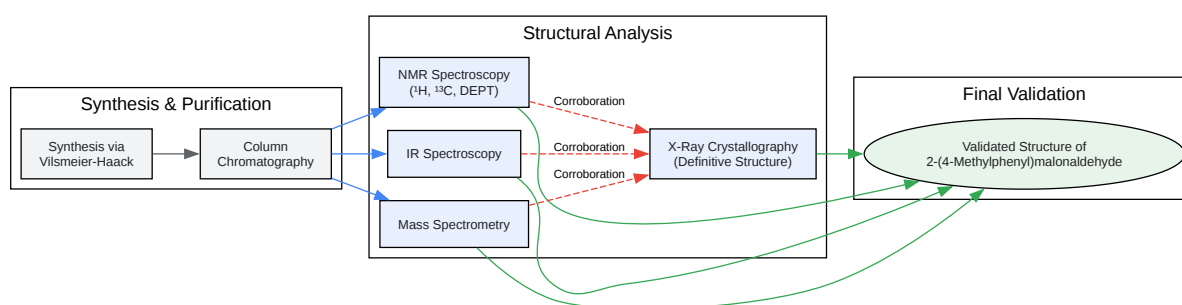 Synthesis & Purification
Synthesis via
Vilsmeier-Haack
Column
Chromatography
Structural Analysis
NMR Spectroscopy
(¹H, ¹³C, DEPT)
IR Spectroscopy
Mass Spectrometry
Corroboration
Corroboration
Corroboration
X-Ray Crystallography
(Definitive Structure)
Final Validation
Validated Structure of
2-(4-Methylphenyl)malonaldehyde